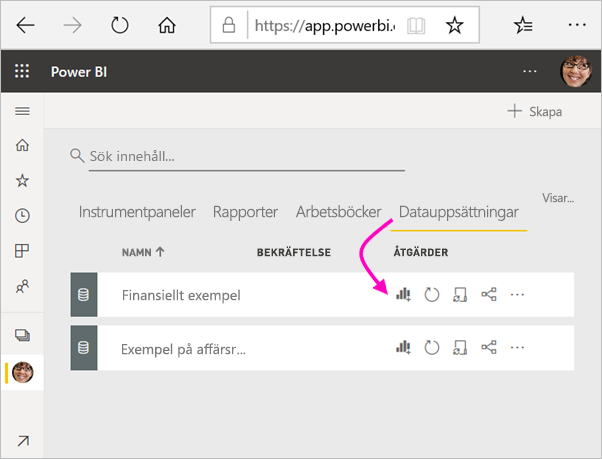 https://app.powerbi.
Power BI
Skapa
Sök innehåll...
Instrumentpaneler Rapporter Arbetsböcker Datauppsättningar Visar...
NAMN BEKRÄFTELSE ÅTGÄRDER
Finansiellt exempel
Exempel på affärsr...